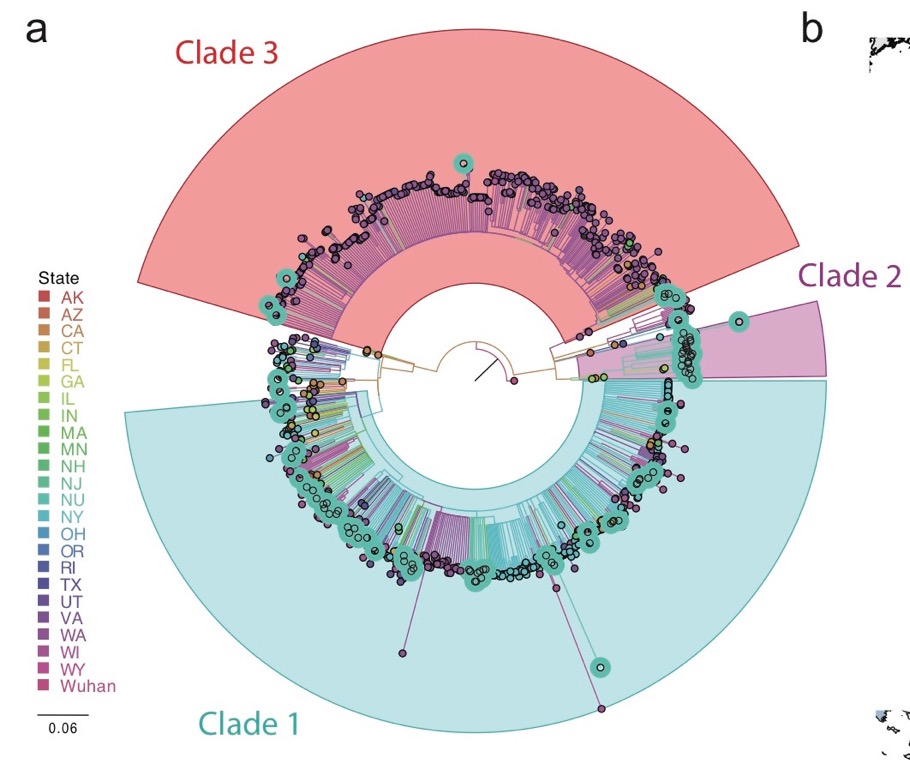 a
b
Clade 3
Clade 2
State
AK
AZ
CA
CT
FL
GA
IL
IN
MA
MN
NH
NJ
NU
NY
OH
OR
RI
TX
UT
VA
WA
WI
WY
Wuhan
0.06
Clade 1